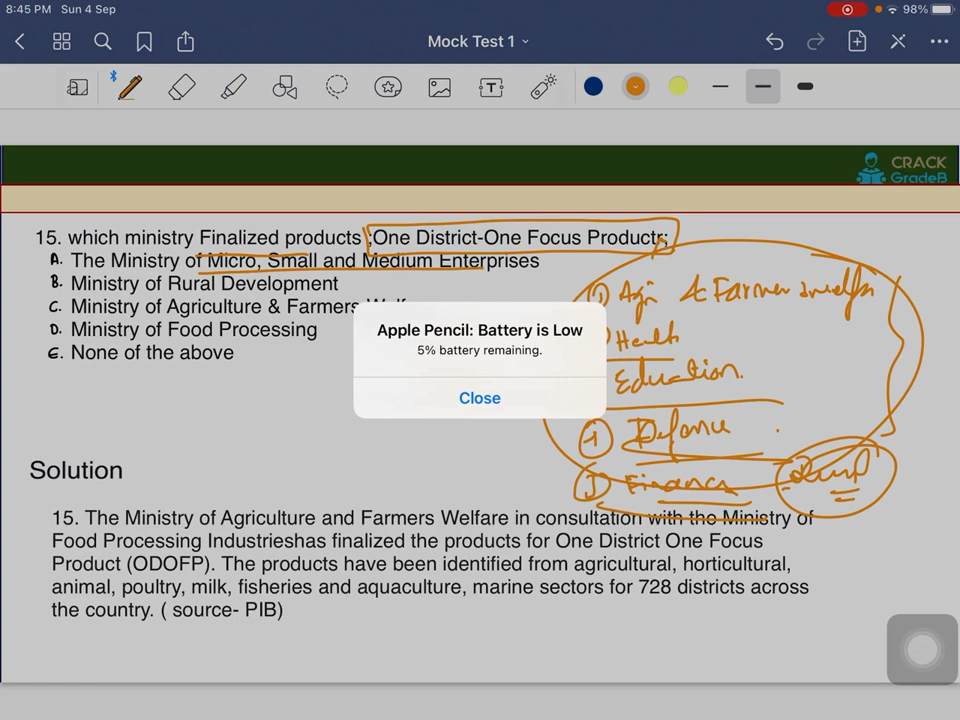 8:45 PM Sun 4 Sep
98%
Mock Test 1
T
CRACK
GradeB
15. which ministry Finalized products ;One District-One Focus Products;
A. The Ministry of Micro, Small and Medium Enterprises
B. Ministry of Rural Development
C. Ministry of Agriculture & Farmers
D. Ministry of Food Processing
E. None of the above
Agri & Farmer
Health
Education.
Defence
Finance
Apple Pencil: Battery is Low
5% battery remaining.
Close
Solution
15. The Ministry of Agriculture and Farmers Welfare in consultation with the Ministry of
Food Processing Industrieshas finalized the products for One District One Focus
Product (ODOFP). The products have been identified from agricultural, horticultural,
animal, poultry, milk, fisheries and aquaculture, marine sectors for 728 districts across
the country. ( source- PIB)